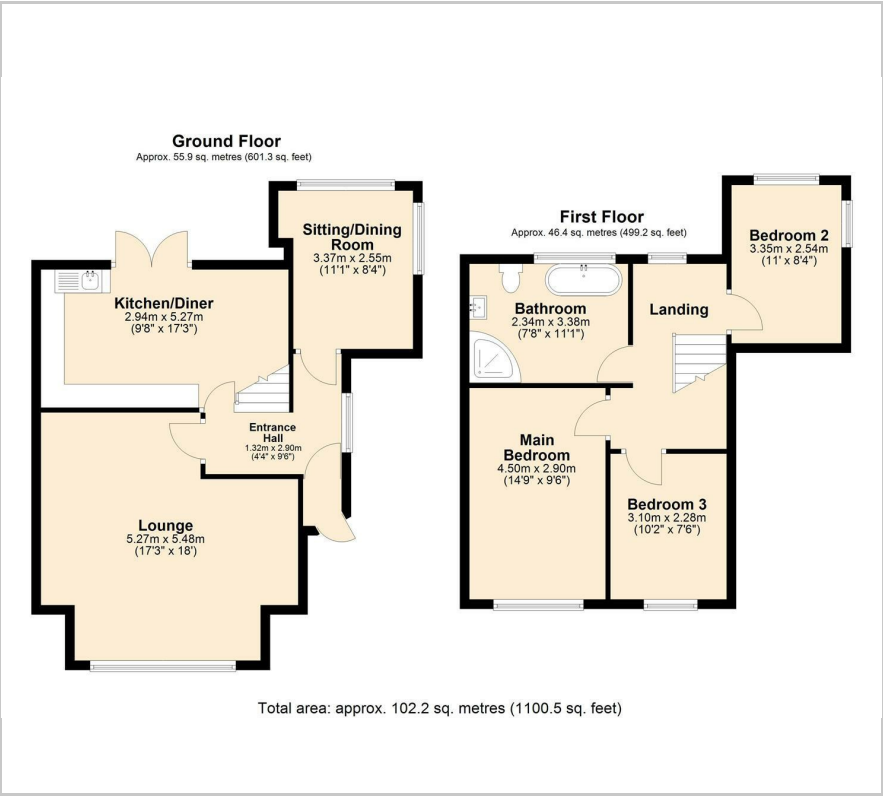 Ground Floor
Approx. 55.9 sq. metres (601.3 sq. feet)
Sitting/Dining
Room
3.37m x 2.55m
(11'1" x 8'4")
Kitchen/Diner
2.94m x 5.27m
(9'8" x 17'3")
Entrance
Hall
1.32m x 2.90m
(4'4" x 9'6")
Lounge
5.27m x 5.48m
(17'3" x 18')
First Floor
Approx. 46.4 sq. metres (499.2 sq. feet)
Bedroom 2
3.35m x 2.54m
(11' x 8'4")
Bathroom
2.34m x 3.38m
(7'8" x 11'1")
Landing
Main
Bedroom
4.50m x 2.90m
(14'9" x 9'6")
Bedroom 3
3.10m x 2.28m
(10'2" x 7'6")
Total area: approx. 102.2 sq. metres (1100.5 sq. feet)